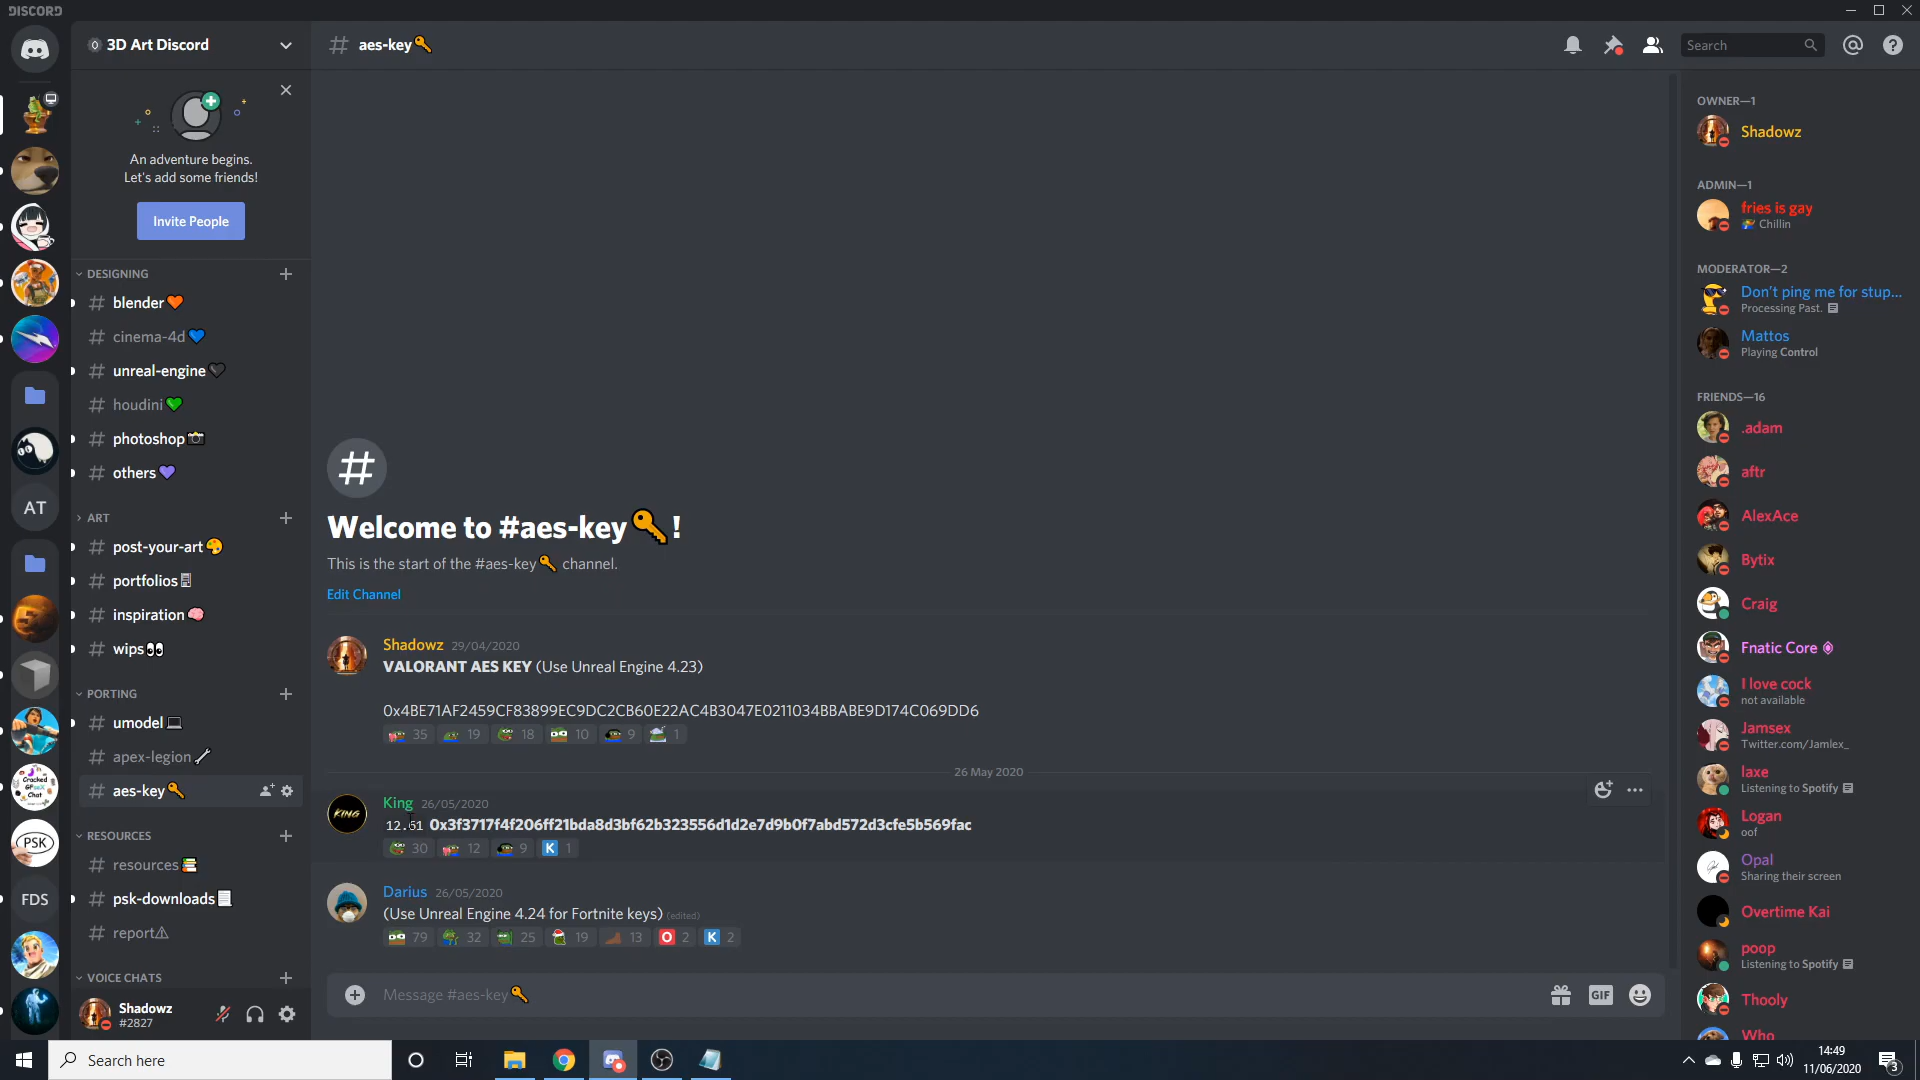 DISCORD
3D Art Discord
An adventure begins.
Let's add some friends!
Invite People
DESIGNING
blender
cinema-4d
unreal-engine
houdini
photoshop
others
ART
post-your-art
portfolios
inspiration
wips
PORTING
umodel
apex-legion
aes-key
RESOURCES
resources
psk-downloads
report
VOICE CHATS
Shadowz
#2827
AT
Cracked
Chat
PSK
FDS
# aes-key
Search
Welcome to #aes-key !
This is the start of the #aes-key channel.
Edit Channel
Shadowz 29/04/2020
VALORANT AES KEY (Use Unreal Engine 4.23)
0x4BE71AF2459CF83899EC9DC2CB60E22AC4B3047E0211034BBABE9D174C069DD6
35 19 18 10 9 1
26 May 2020
KING
King 26/05/2020
12.61 0x3f3717f4f206ff21bda8d3bf62b323556d1d2e7d9b0f7abd572d3cfe5b569fac
30 12 9 K 1
Darius 26/05/2020
(Use Unreal Engine 4.24 for Fortnite keys) (edited)
79 32 25 19 13 O 2 K 2
Message #aes-key
GIF
OWNER—1
Shadowz
ADMIN—1
fries is gay
Chillin
MODERATOR—2
Don't ping me for stup...
Processing Past.
Mattos
Playing Control
FRIENDS—16
.adam
aftr
AlexAce
Bytix
Craig
Fnatic Core
I love cock
not available
Jamsex
Twitter.com/Jamlex_
laxe
Listening to Spotify
Logan
oof
Opal
Sharing their screen
Overtime Kai
poop
Listening to Spotify
Thooly
Who
Search here
14:49
11/06/2020
3